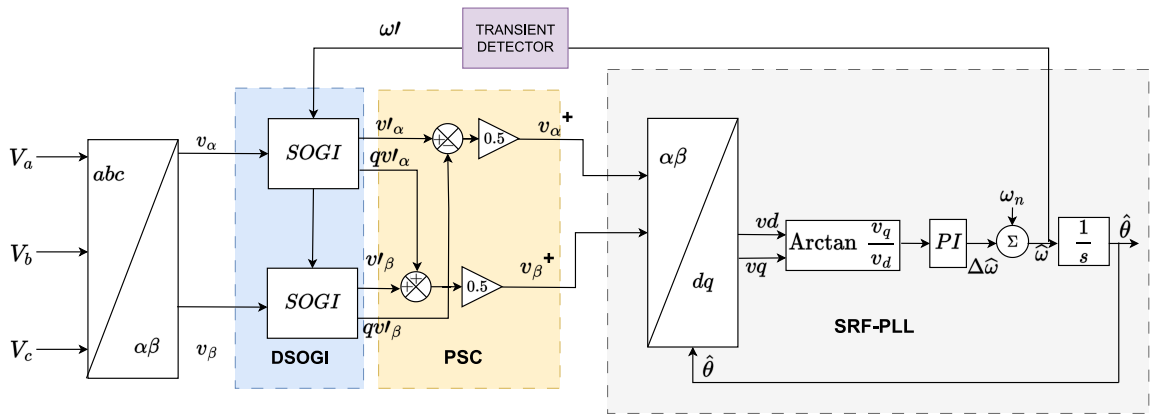 ω′
TRANSIENT
DETECTOR
V_a
V_b
V_c
abc
αβ
v_α
v_β
SOGI
SOGI
DSOGI
v′_α
qv′_α
v′_β
qv′_β
+
+
+
0.5
0.5
PSC
v_α+
v_β+
αβ
dq
vd
vq
Arctan v_q/v_d
PI
Δω̂
ω_n
Σ
ω̂
1/s
θ̂
SRF-PLL
θ̂